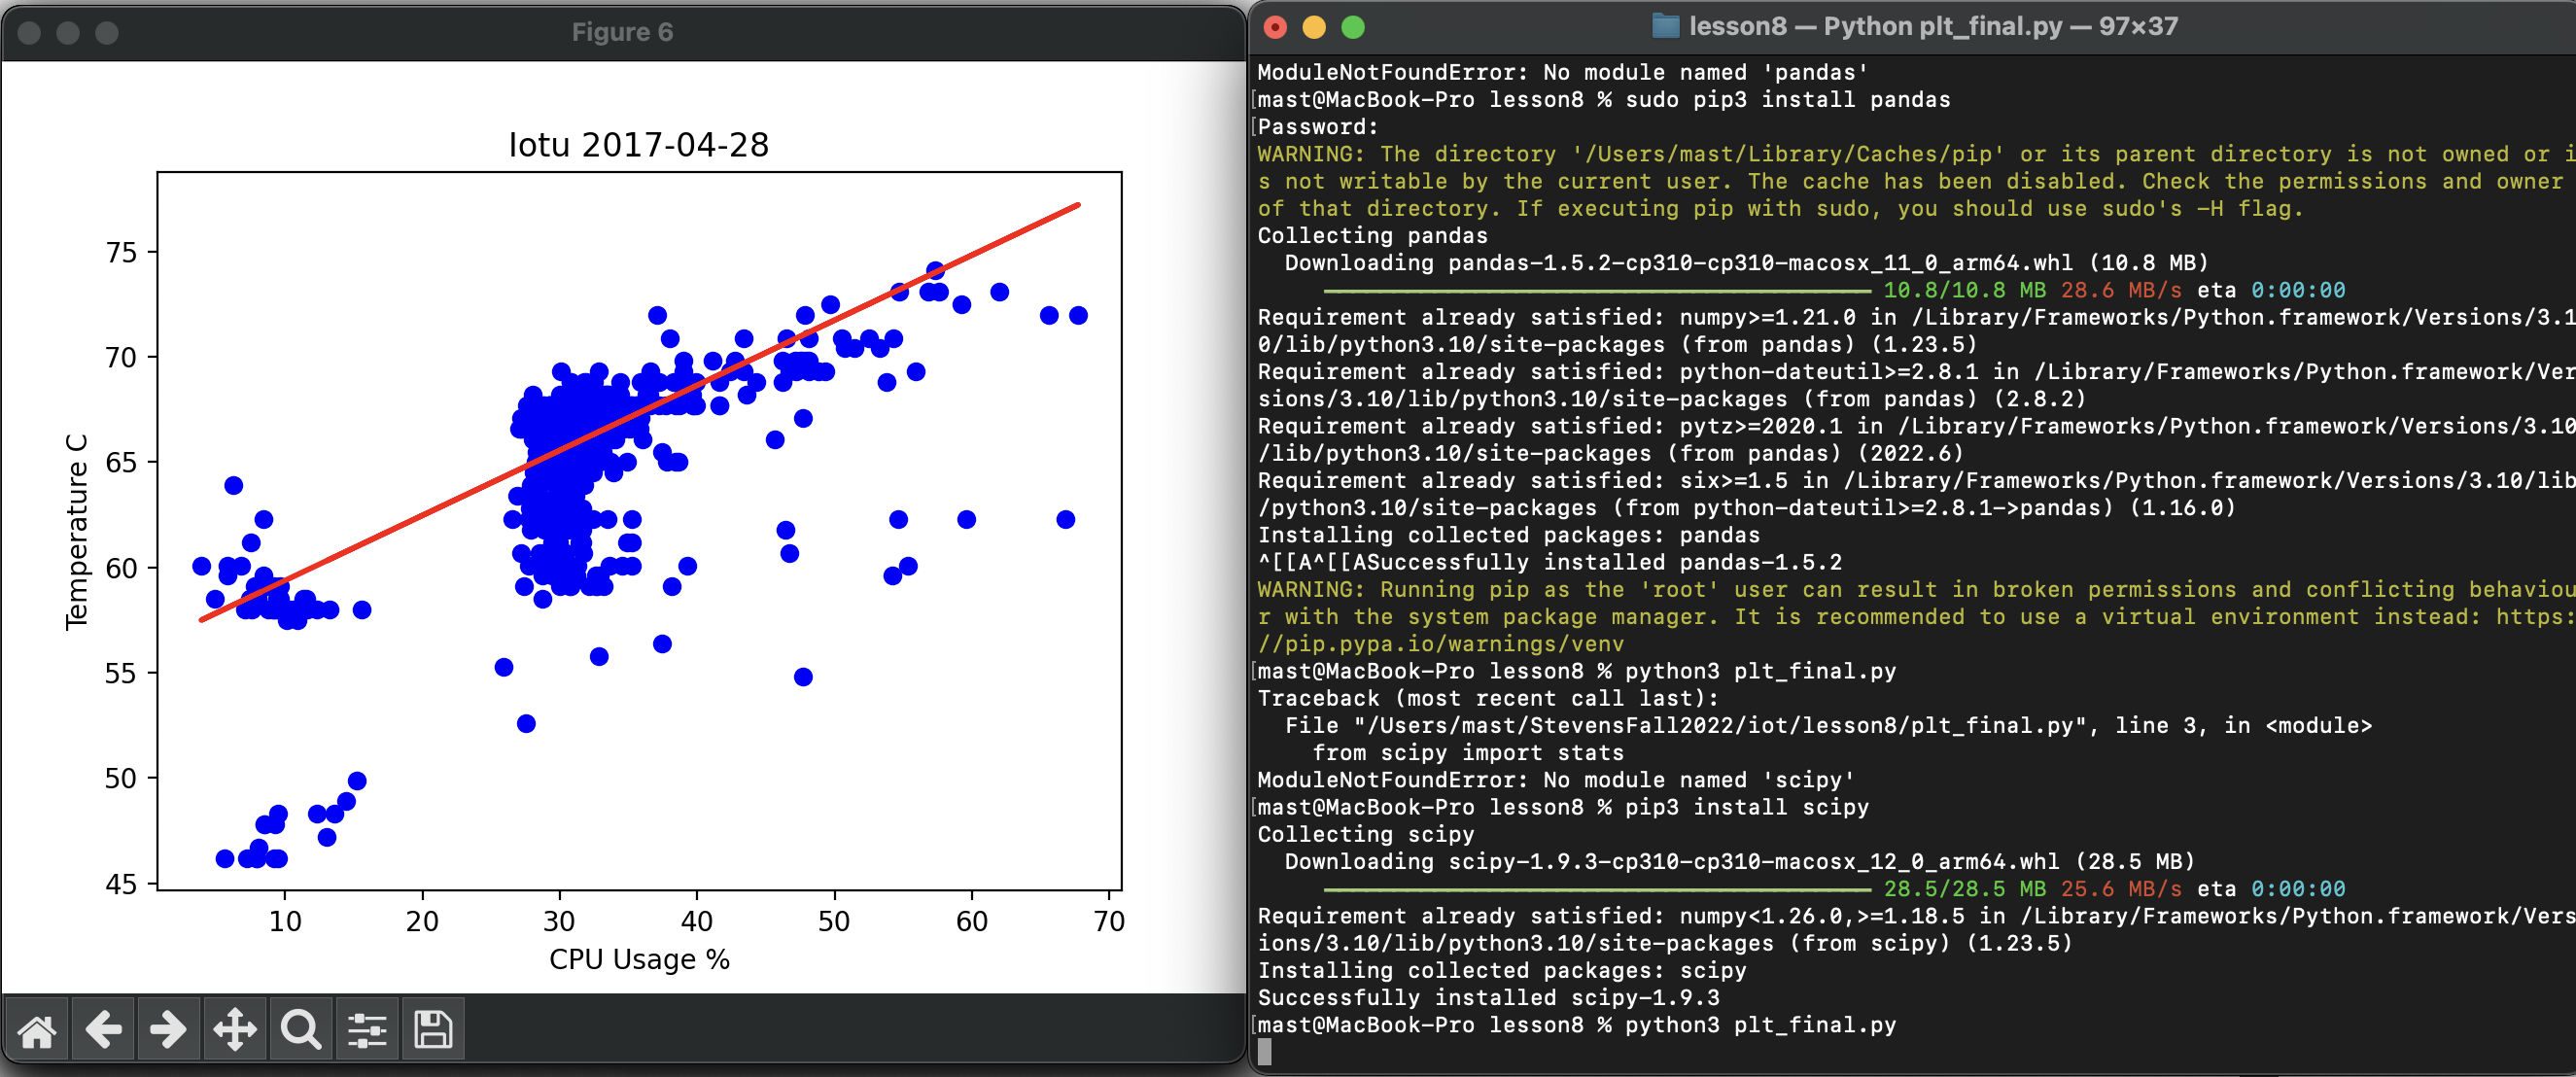 Figure 6
Iotu 2017-04-28
75
70
65
60
55
50
45
Temperature C
10 20 30 40 50 60 70
CPU Usage %
lesson8 — Python plt_final.py — 97×37
ModuleNotFoundError: No module named 'pandas'
[mast@MacBook-Pro lesson8 % sudo pip3 install pandas
[Password:
WARNING: The directory '/Users/mast/Library/Caches/pip' or its parent directory is not owned or i
s not writable by the current user. The cache has been disabled. Check the permissions and owner
of that directory. If executing pip with sudo, you should use sudo's -H flag.
Collecting pandas
Downloading pandas-1.5.2-cp310-cp310-macosx_11_0_arm64.whl (10.8 MB)
10.8/10.8 MB 28.6 MB/s eta 0:00:00
Requirement already satisfied: numpy>=1.21.0 in /Library/Frameworks/Python.framework/Versions/3.1
0/lib/python3.10/site-packages (from pandas) (1.23.5)
Requirement already satisfied: python-dateutil>=2.8.1 in /Library/Frameworks/Python.framework/Ver
sions/3.10/lib/python3.10/site-packages (from pandas) (2.8.2)
Requirement already satisfied: pytz>=2020.1 in /Library/Frameworks/Python.framework/Versions/3.10
/lib/python3.10/site-packages (from pandas) (2022.6)
Requirement already satisfied: six>=1.5 in /Library/Frameworks/Python.framework/Versions/3.10/lib
/python3.10/site-packages (from python-dateutil>=2.8.1->pandas) (1.16.0)
Installing collected packages: pandas
^[[A^[[ASuccessfully installed pandas-1.5.2
WARNING: Running pip as the 'root' user can result in broken permissions and conflicting behaviou
r with the system package manager. It is recommended to use a virtual environment instead: https:
//pip.pypa.io/warnings/venv
[mast@MacBook-Pro lesson8 % python3 plt_final.py
Traceback (most recent call last):
File "/Users/mast/StevensFall2022/iot/lesson8/plt_final.py", line 3, in <module>
from scipy import stats
ModuleNotFoundError: No module named 'scipy'
[mast@MacBook-Pro lesson8 % pip3 install scipy
Collecting scipy
Downloading scipy-1.9.3-cp310-cp310-macosx_12_0_arm64.whl (28.5 MB)
28.5/28.5 MB 25.6 MB/s eta 0:00:00
Requirement already satisfied: numpy<1.26.0,>=1.18.5 in /Library/Frameworks/Python.framework/Vers
ions/3.10/lib/python3.10/site-packages (from scipy) (1.23.5)
Installing collected packages: scipy
Successfully installed scipy-1.9.3
[mast@MacBook-Pro lesson8 % python3 plt_final.py